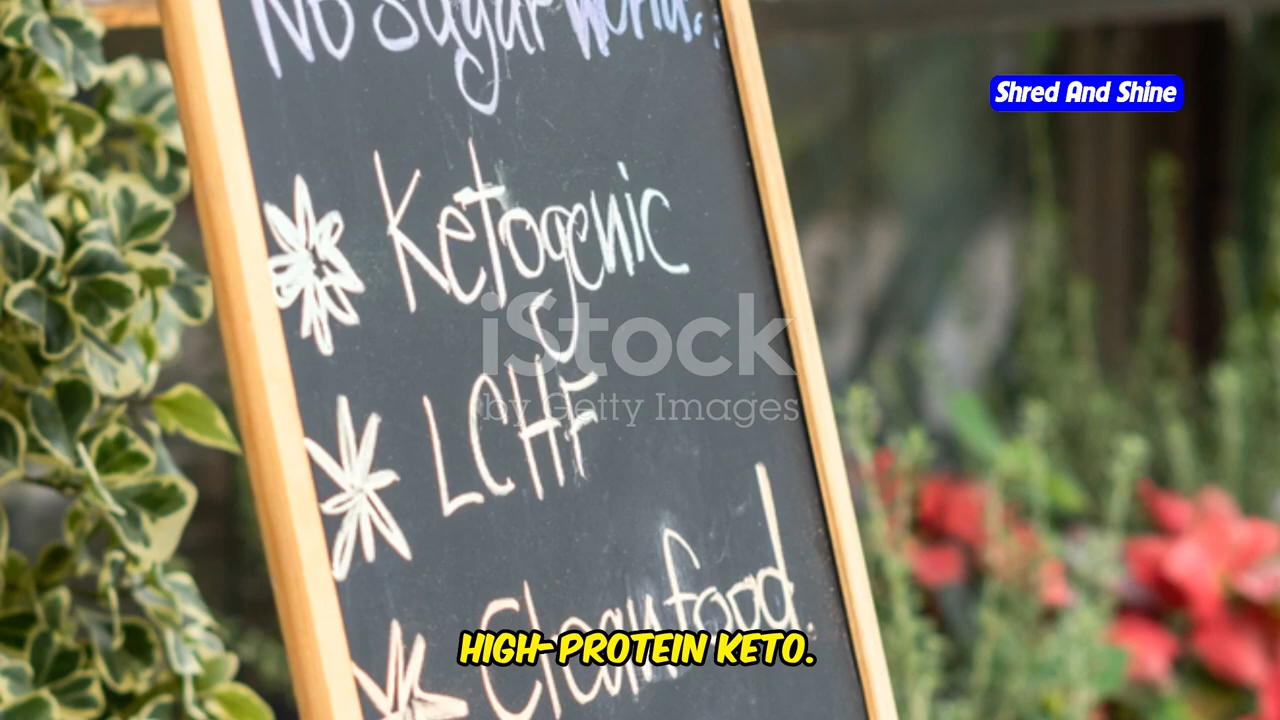 No Sugar World.
Shred And Shine
Ketogenic
iStock
by Getty Images
LCHF
Clean food.
HIGH-PROTEIN KETO.